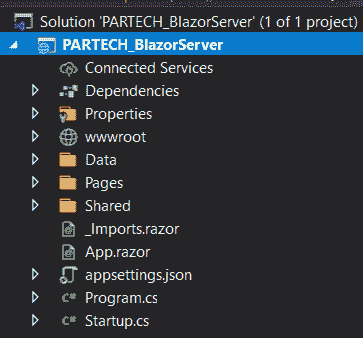 Solution 'PARTECH_BlazorServer' (1 of 1 project)
PARTECH_BlazorServer
Connected Services
Dependencies
Properties
wwwroot
Data
Pages
Shared
_Imports.razor
App.razor
appsettings.json
C# Program.cs
C# Startup.cs